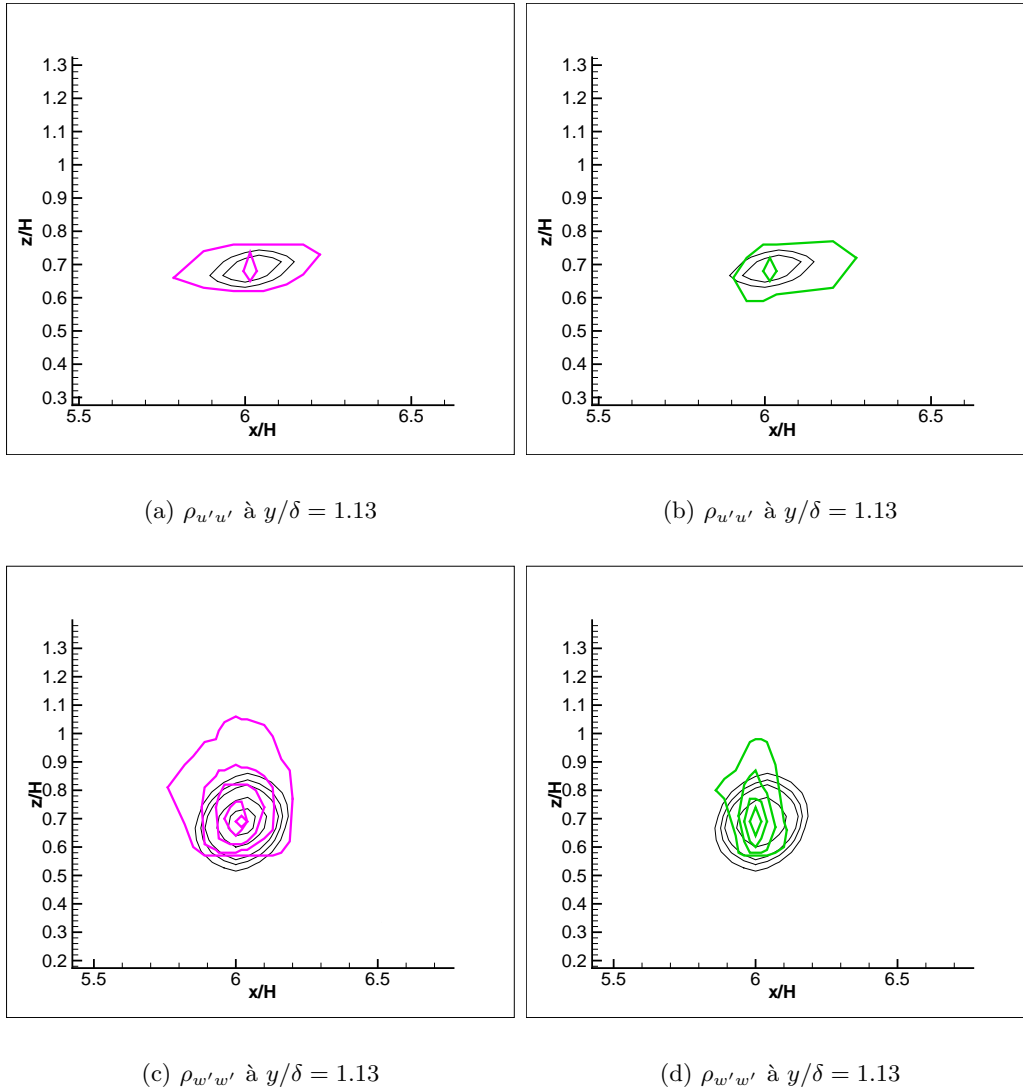 1.3
1.2
1.1
1
0.9
0.8
0.7
0.6
0.5
0.4
0.3
z/H
5.5 6 6.5
x/H
1.3
1.2
1.1
1
0.9
0.8
0.7
0.6
0.5
0.4
0.3
z/H
5.5 6 6.5
x/H
(a) ρu′u′ à y/δ = 1.13
(b) ρu′u′ à y/δ = 1.13
1.3
1.2
1.1
1
0.9
0.8
0.7
0.6
0.5
0.4
0.3
0.2
z/H
5.5 6 6.5
x/H
1.3
1.2
1.1
1
0.9
0.8
0.7
0.6
0.5
0.4
0.3
0.2
z/H
5.5 6 6.5
x/H
(c) ρw′w′ à y/δ = 1.13
(d) ρw′w′ à y/δ = 1.13